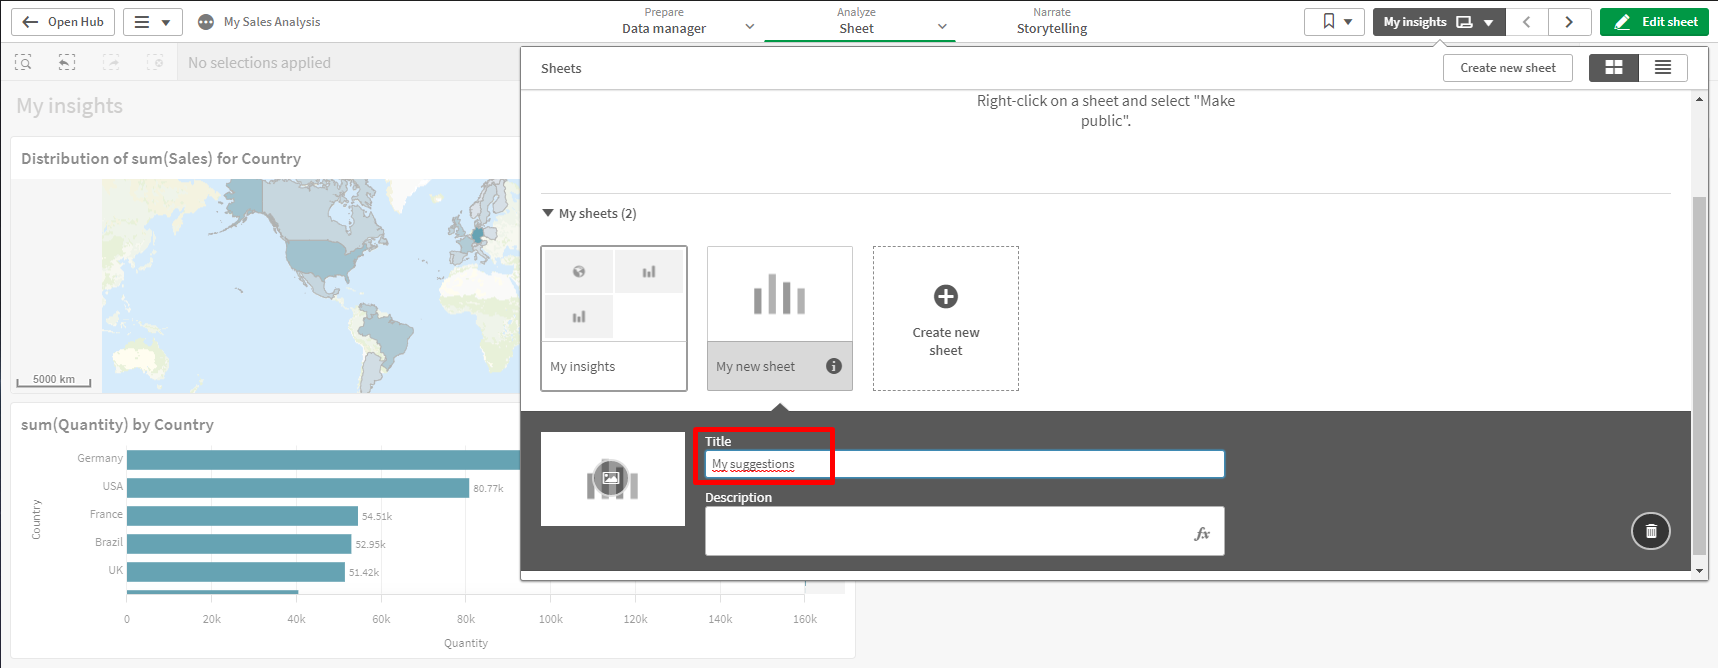 Open Hub
My Sales Analysis
Prepare
Data manager
Analyze
Sheet
Narrate
Storytelling
My insights
Edit sheet
No selections applied
My insights
Distribution of sum(Sales) for Country
5000 km
sum(Quantity) by Country
Country
Germany
USA
80.77k
France
54.51k
Brazil
52.95k
UK
51.42k
0
20k
40k
60k
80k
100k
120k
140k
160k
Quantity
Sheets
Create new sheet
Right-click on a sheet and select "Make
public".
My sheets (2)
My insights
My new sheet
Create new
sheet
Title
My suggestions
Description
fx